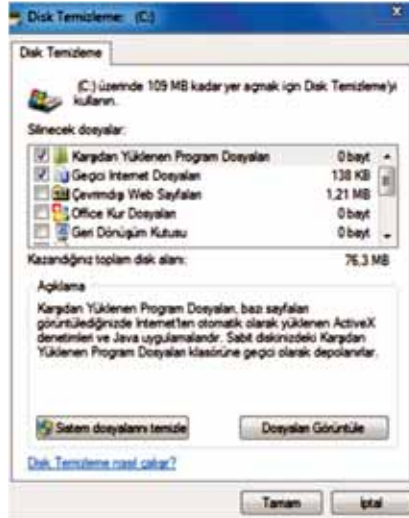 Disk Temizleme: (C:)
Disk Temizleme
(C:) üzerinde 109 MB kadar yer açmak için Disk Temizleme'yi
kullanın.
Silinecek dosyalar:
Karşıdan Yüklenen Program Dosyaları 0 bayt
Geçici Internet Dosyaları 138 KB
Çevrimdışı Web Sayfaları 1,21 MB
Office Kur Dosyaları 0 bayt
Geri Dönüşüm Kutusu 0 bayt
Kazandığınız toplam disk alanı: 76,3 MB
Açıklama
Karşıdan Yüklenen Program Dosyaları, bazı sayfaları
görüntülediğinizde Internet'ten otomatik olarak yüklenen ActiveX
denetimleri ve Java uygulamalarıdır. Sabit diskinizdeki Karşıdan
Yüklenen Program Dosyaları klasörüne geçici olarak depolanırlar.
Sistem dosyalarını temizle Dosyaları Görüntüle
Disk Temizleme nasıl çalışır?
Tamam İptal